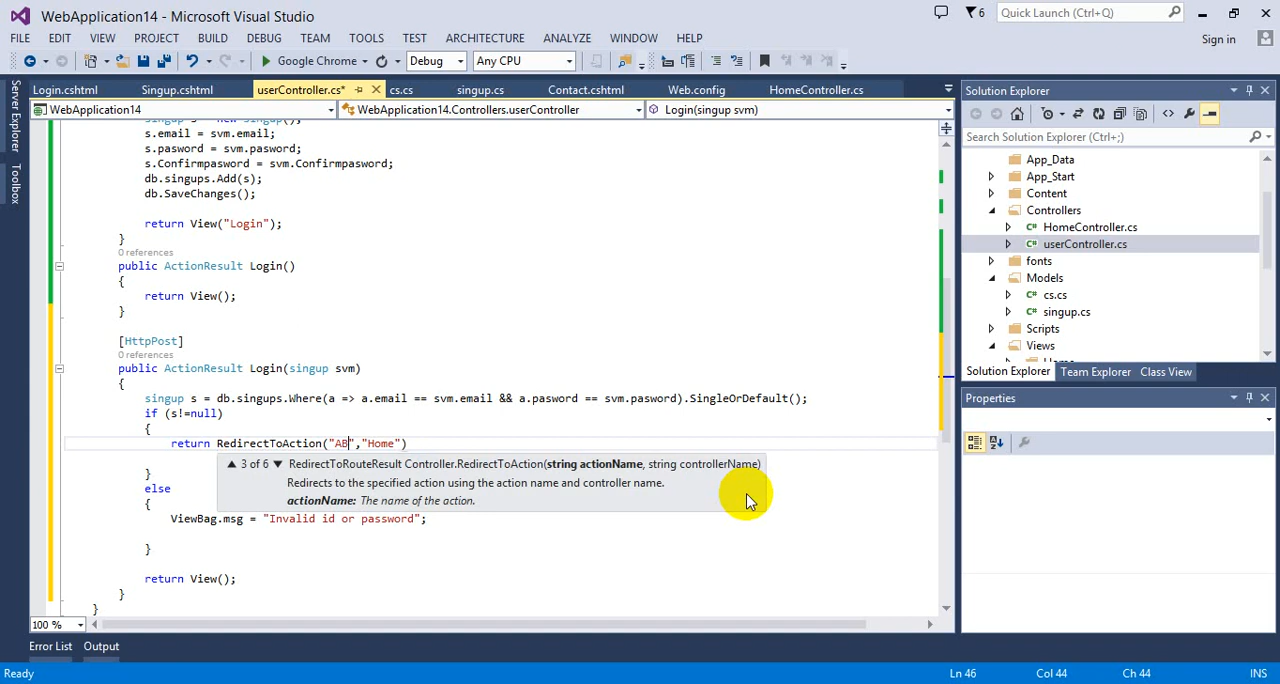 WebApplication14 - Microsoft Visual Studio
6
Quick Launch (Ctrl+Q)
FILE EDIT VIEW PROJECT BUILD DEBUG TEAM TOOLS TEST ARCHITECTURE ANALYZE WINDOW HELP
Sign in
Google Chrome Debug Any CPU
Login.cshtml Singup.cshtml userController.cs* cs.cs singup.cs Contact.cshtml Web.config HomeController.cs
WebApplication14 WebApplication14.Controllers.userController Login(singup svm)
Server Explorer
Toolbox
s.email = svm.email;
s.pasword = svm.pasword;
s.Confirmpasword = svm.Confirmpasword;
db.singups.Add(s);
db.SaveChanges();
return View("Login");
}
0 references
public ActionResult Login()
{
return View();
}
[HttpPost]
0 references
public ActionResult Login(singup svm)
{
singup s = db.singups.Where(a => a.email == svm.email && a.pasword == svm.pasword).SingleOrDefault();
if (s!=null)
{
return RedirectToAction("AB","Home")
3 of 6 RedirectToRouteResult Controller.RedirectToAction(string actionName, string controllerName)
Redirects to the specified action using the action name and controller name.
actionName: The name of the action.
}
else
{
ViewBag.msg = "Invalid id or password";
}
return View();
}
}
100 %
Solution Explorer
Search Solution Explorer (Ctrl+;)
App_Data
App_Start
Content
Controllers
HomeController.cs
userController.cs
fonts
Models
cs.cs
singup.cs
Scripts
Views
Solution Explorer Team Explorer Class View
Properties
Error List Output
Ready Ln 46 Col 44 Ch 44 INS